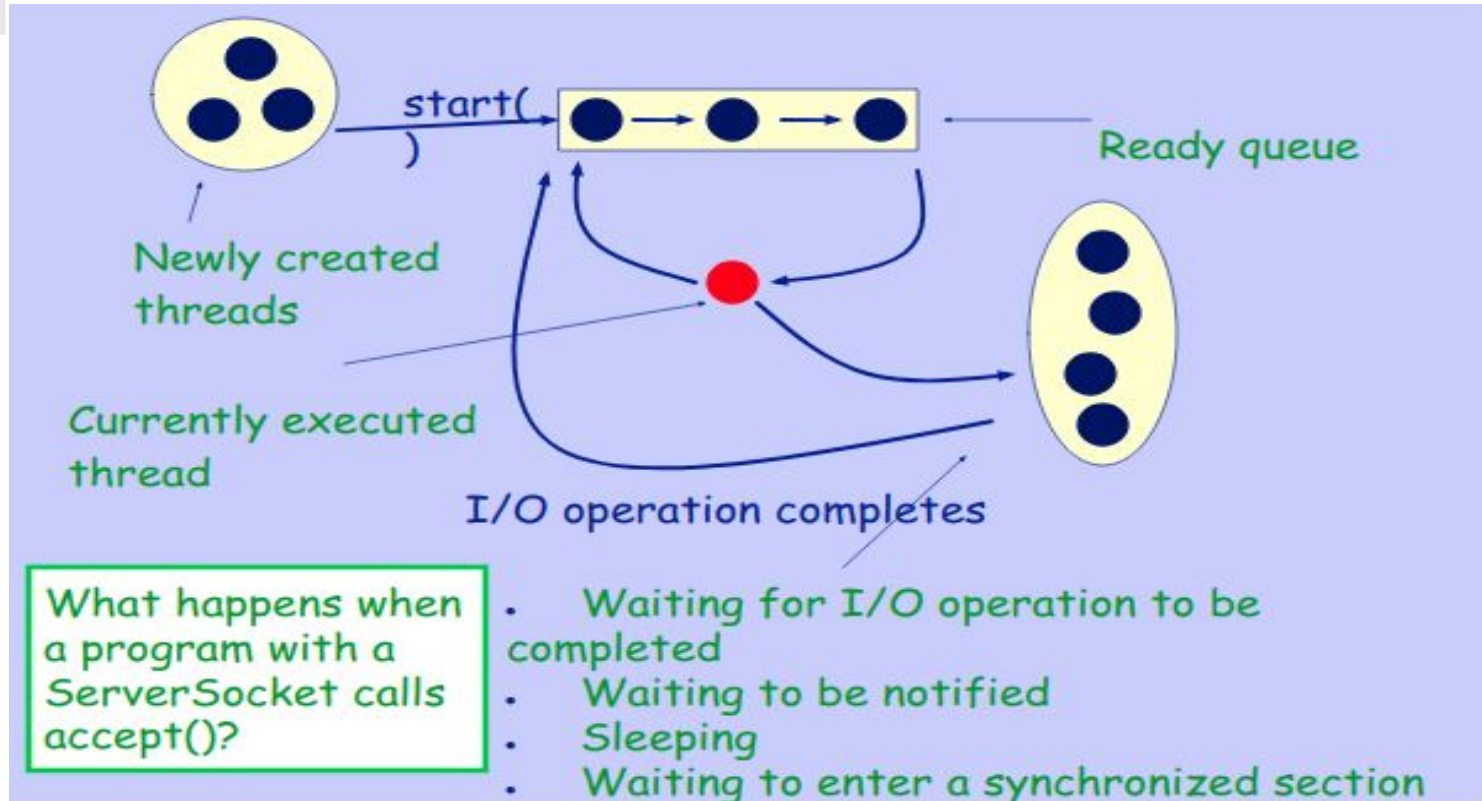 start(
)
Ready queue
Newly created
threads
Currently executed
thread
I/O operation completes
What happens when
a program with a
ServerSocket calls
accept()?
. Waiting for I/O operation to be
completed
. Waiting to be notified
. Sleeping
. Waiting to enter a synchronized section